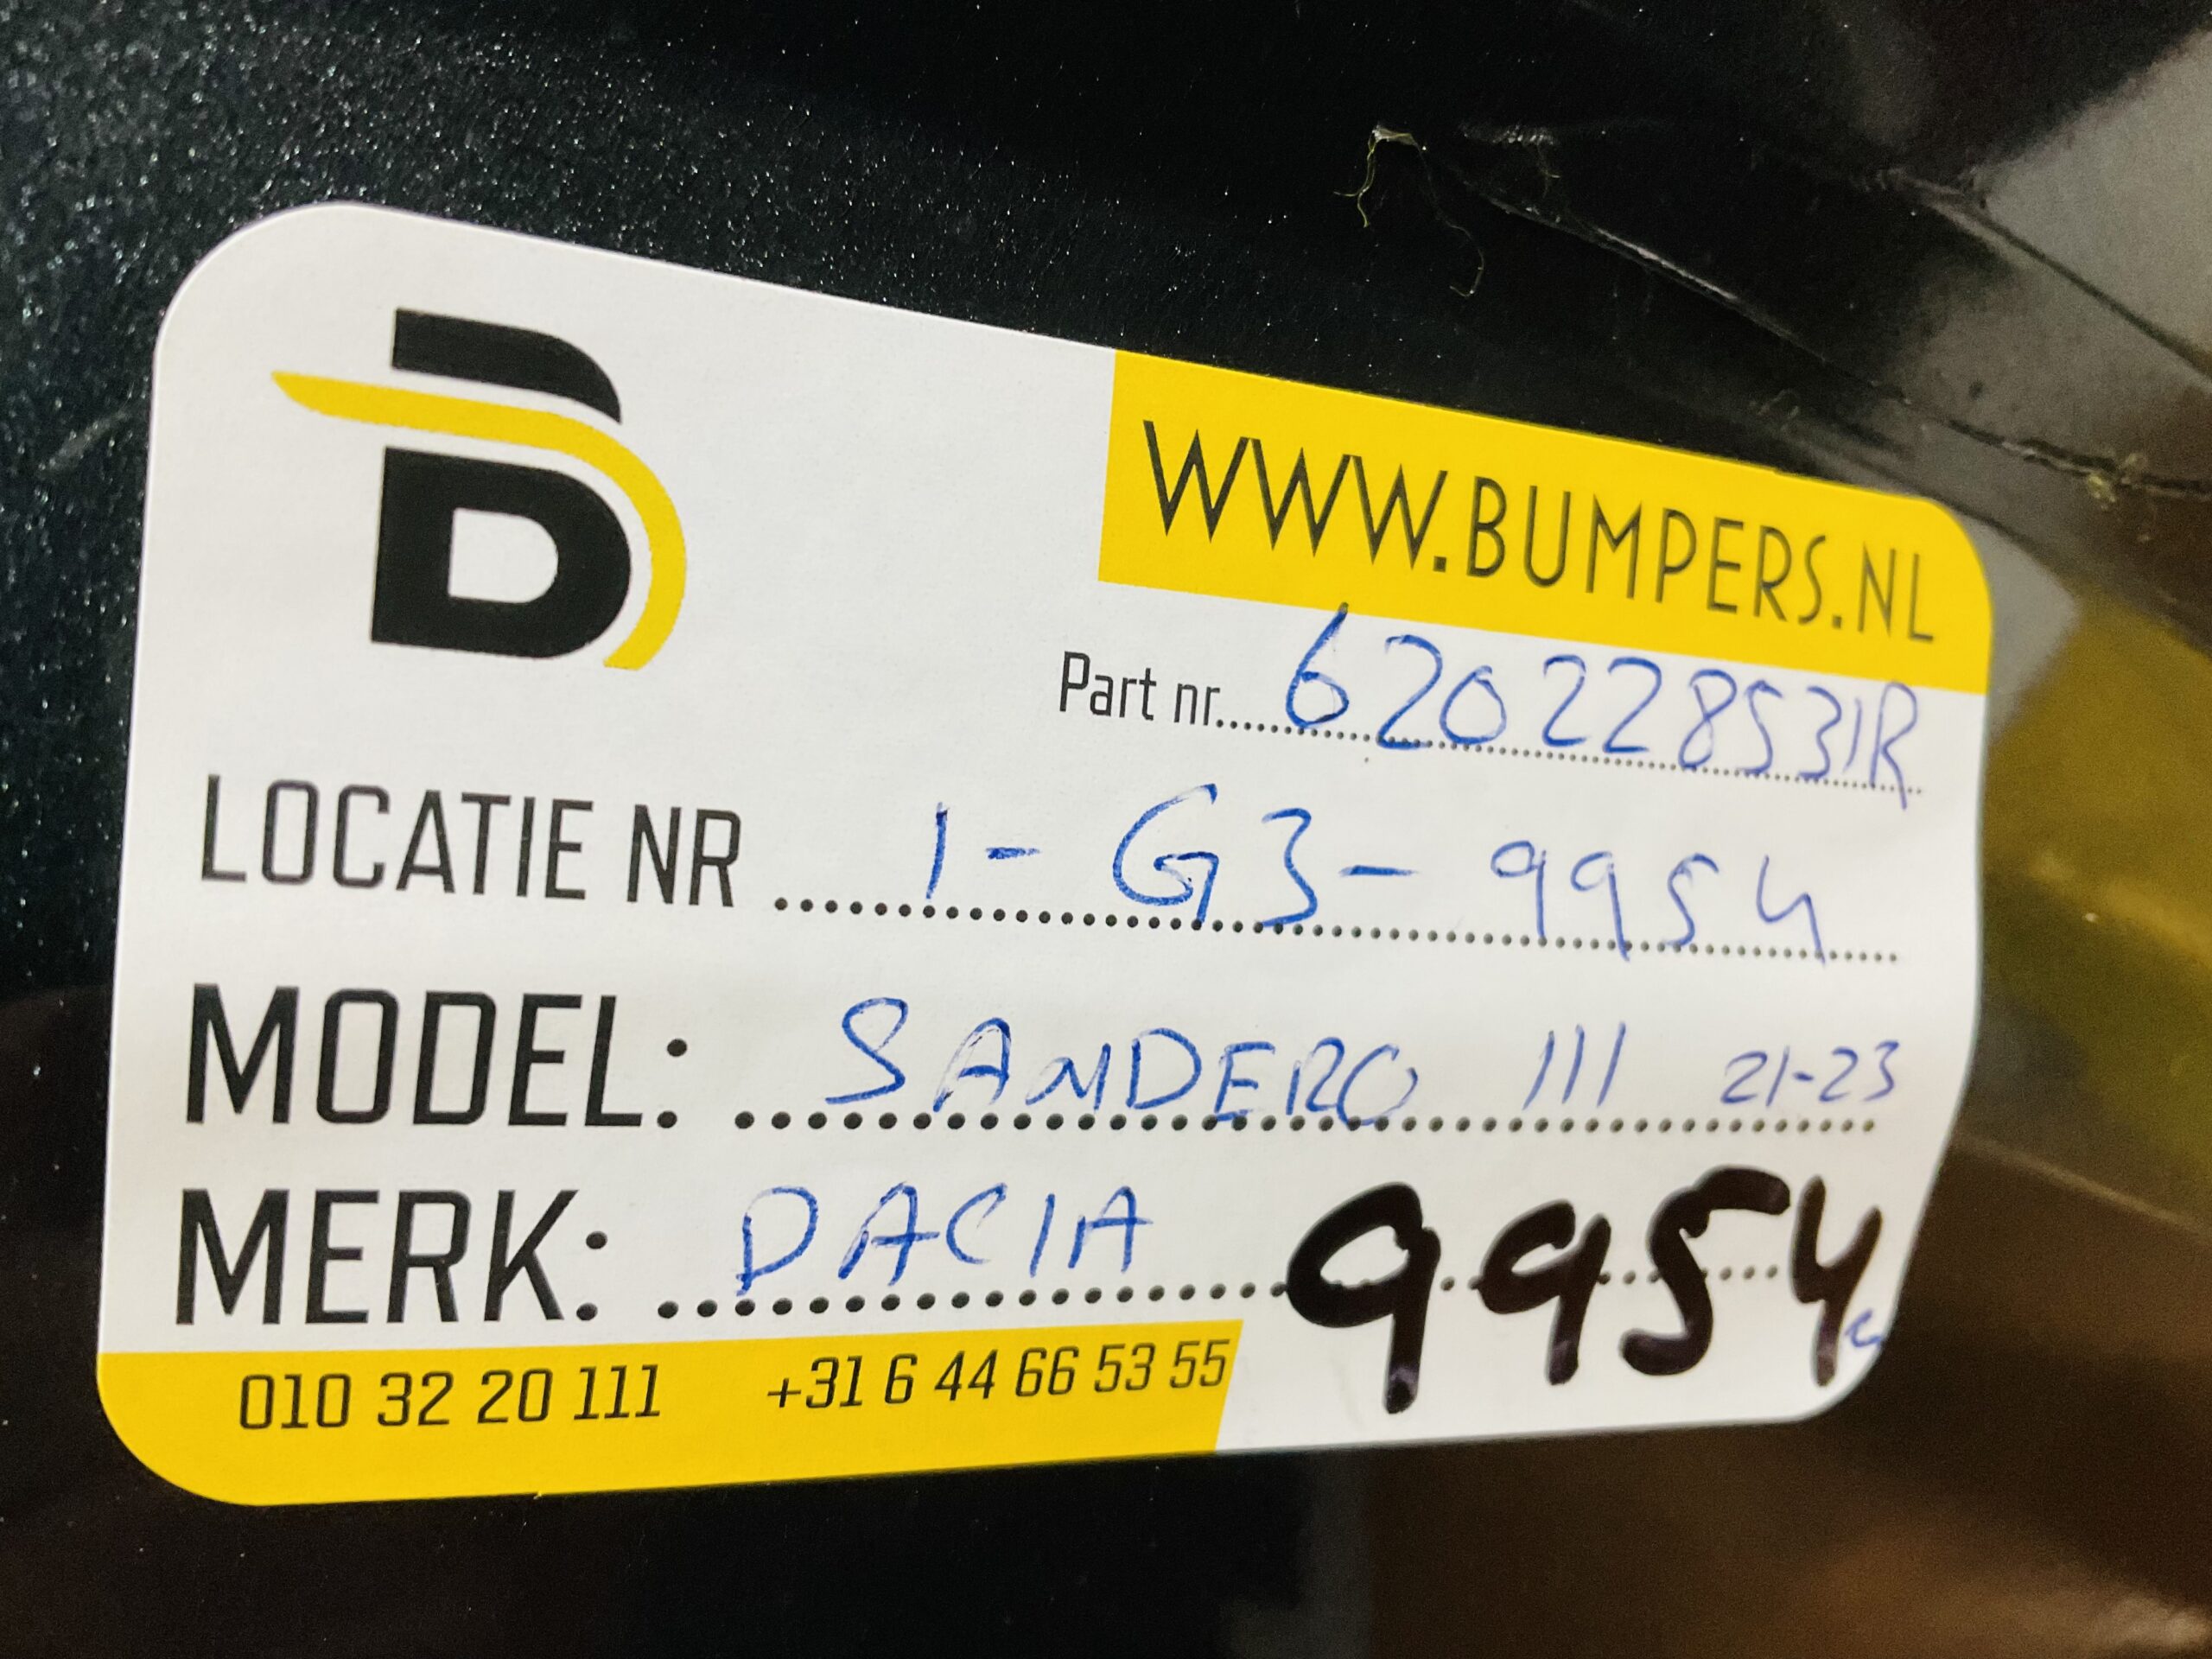 B
WWW.BUMPERS.NL
Part nr......620228531R
LOCATIE NR ..... 1 - G3 - 9954
MODEL: ..... SANDERO III 21-23
MERK: ..... DACIA 9954
010 32 20 111 +31 6 44 66 53 55